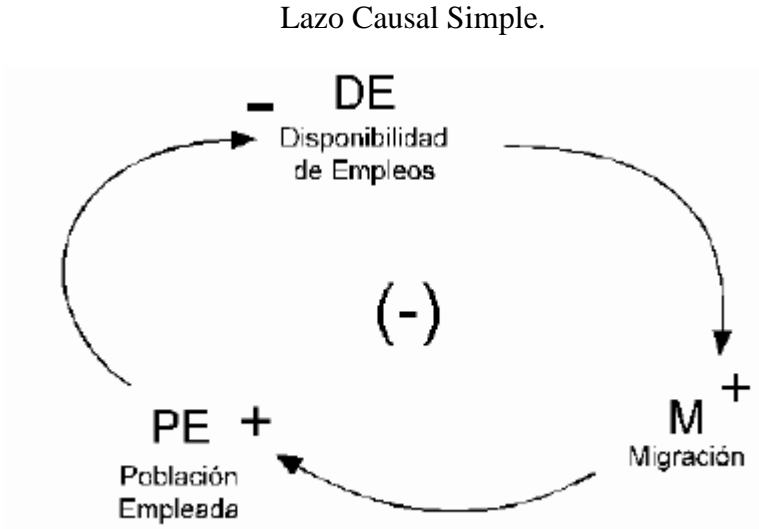 Lazo Causal Simple.
- DE
Disponibilidad
de Empleos
(-)
PE +
Población
Empleada
M +
Migración